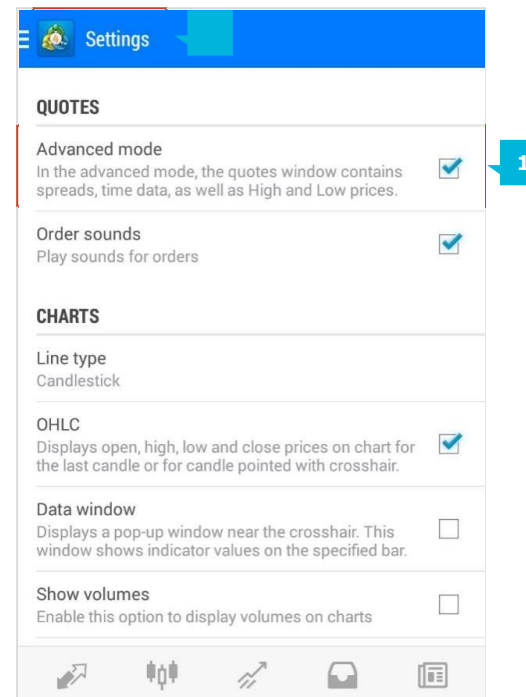 Settings
QUOTES
Advanced mode
In the advanced mode, the quotes window contains
spreads, time data, as well as High and Low prices.
1
Order sounds
Play sounds for orders
CHARTS
Line type
Candlestick
OHLC
Displays open, high, low and close prices on chart for
the last candle or for candle pointed with crosshair.
Data window
Displays a pop-up window near the crosshair. This
window shows indicator values on the specified bar.
Show volumes
Enable this option to display volumes on charts